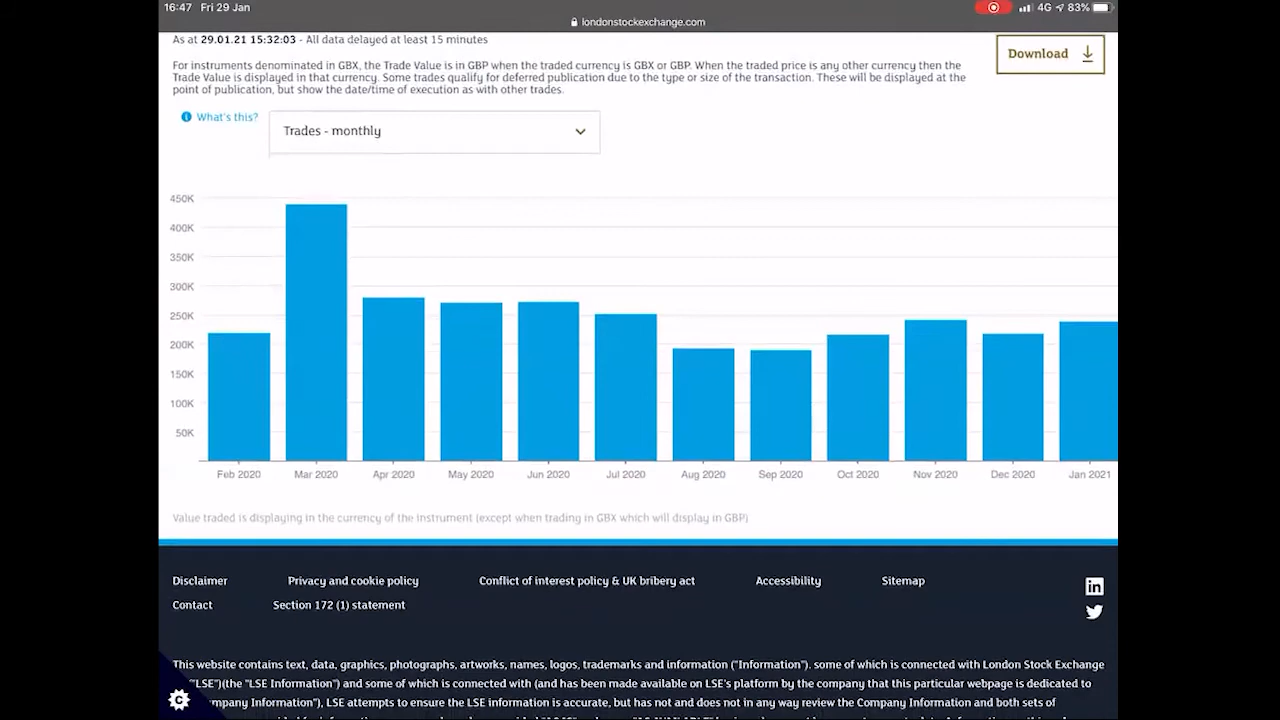 16:47 Fri 29 Jan
4G 83%
londonstockexchange.com
As at 29.01.21 15:32:03 - All data delayed at least 15 minutes
Download
For instruments denominated in GBX, the Trade Value is in GBP when the traded currency is GBX or GBP. When the traded price is any other currency then the
Trade Value is displayed in that currency. Some trades qualify for deferred publication due to the type or size of the transaction. These will be displayed at the
point of publication, but show the date/time of execution as with other trades.
What's this?
Trades - monthly
450K
400K
350K
300K
250K
200K
150K
100K
50K
Feb 2020 Mar 2020 Apr 2020 May 2020 Jun 2020 Jul 2020 Aug 2020 Sep 2020 Oct 2020 Nov 2020 Dec 2020 Jan 2021
Value traded is displaying in the currency of the instrument (except when trading in GBX which will display in GBP)
Disclaimer Privacy and cookie policy Conflict of interest policy & UK bribery act Accessibility Sitemap
in
Contact Section 172 (1) statement
This website contains text, data, graphics, photographs, artworks, names, logos, trademarks and information ("Information"). some of which is connected with London Stock Exchange
"LSE")(the "LSE Information") and some of which is connected with (and has been made available on LSE's platform by the company that this particular webpage is dedicated to
mpany Information"), LSE attempts to ensure the LSE information is accurate, but has not and does not in any way review the Company Information and both sets of